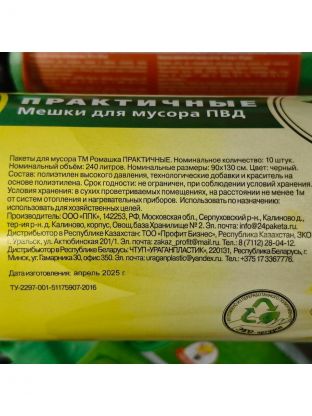 ПРАКТИЧНЫЕ
Мешки для мусора ПВД
Пакеты для мусора ТМ Ромашка ПРАКТИЧНЫЕ. Номинальное количество: 10 штук.
Номинальный объём: 240 литров. Номинальные размеры: 90х130 см. Цвет: черный.
Состав: полиэтилен высокого давления, технологические добавки и краситель на
основе полиэтилена. Срок годности: не ограничен, при соблюдении условий хранения.
Условия хранения: в сухих проветриваемых помещениях, на расстоянии не менее 1м
от систем отопления и нагревательных приборов. Использовать по назначению.
Производитель: ООО «ППК», 142253, РФ, Московская обл., Серпуховский р-н., Калиново д.,
тер-ия р-н д. Калиново, корпус, Овощ. база Хранилище № 2. Эл. почта: info@24paketa.ru
Дистрибьютор в Республике Казахстан: ТОО "Профит Бизнес", Республика Казахстан, ЗКО
г. Уральск, ул. Актюбинская 201/1. Эл. почта: zakaz_profit@mail.ru, Тел.: 8 (7112) 28-04-12.
Дистрибьютор в Республике Беларусь: ЧТУП «УРАГАНПЛАСТИК», 220131, Республика Беларусь, г.
Минск, ул. Гамарника 30, офис 350. Эл. почта: uraganplastic@yandex.ru. Тел.: +375 17 3367776.
Дата изготовления: апрель 2025 г.
ТУ-2297-001-51175907-2016